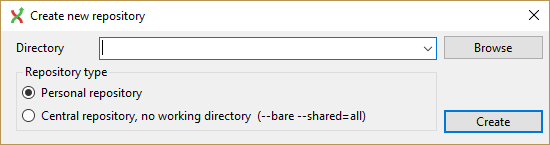 Create new repository
Directory
Browse
Repository type
Personal repository
Central repository, no working directory (--bare --shared=all)
Create